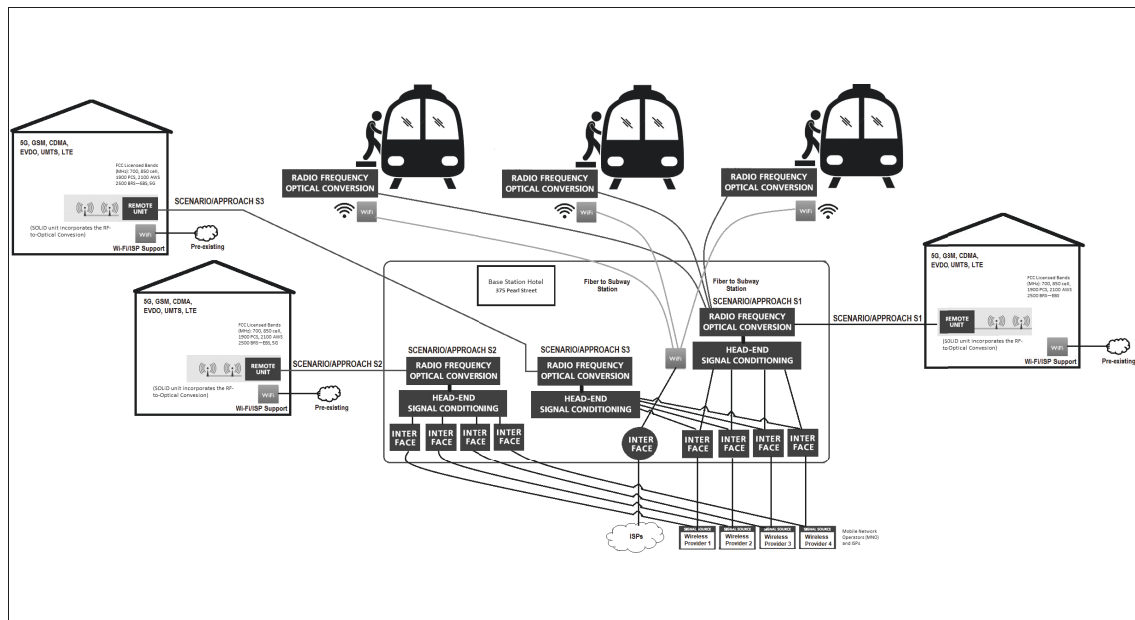 5G, GSM, CDMA,
EVDO, UMTS, LTE
FCC Licensed Bands
(MHz): 700, 850 cell,
1900 PCS, 2100 AWS
2500 BRS—EBS, 5G
REMOTE
UNIT
(SOLiD unit incorporates the RF-
to-Optical Convesion)
WiFi
Wi-Fi/ISP Support
Pre-existing
SCENARIO/APPROACH S3
RADIO FREQUENCY
OPTICAL CONVERSION
WiFi
RADIO FREQUENCY
OPTICAL CONVERSION
WiFi
RADIO FREQUENCY
OPTICAL CONVERSION
WiFi
5G, GSM, CDMA,
EVDO, UMTS, LTE
FCC Licensed Bands
(MHz): 700, 850 cell,
1900 PCS, 2100 AWS
2500 BRS—EBS, 5G
REMOTE
UNIT
(SOLiD unit incorporates the RF-
to-Optical Convesion)
WiFi
Wi-Fi/ISP Support
Pre-existing
SCENARIO/APPROACH S2
Base Station Hotel
375 Pearl Street
Fiber to Subway
Station
Fiber to Subway
Station
SCENARIO/APPROACH S1
RADIO FREQUENCY
OPTICAL CONVERSION
HEAD-END
SIGNAL CONDITIONING
SCENARIO/APPROACH S2
RADIO FREQUENCY
OPTICAL CONVERSION
HEAD-END
SIGNAL CONDITIONING
SCENARIO/APPROACH S3
RADIO FREQUENCY
OPTICAL CONVERSION
HEAD-END
SIGNAL CONDITIONING
WiFi
INTER
FACE
INTER
FACE
INTER
FACE
INTER
FACE
INTER
FACE
INTER
FACE
INTER
FACE
INTER
FACE
INTER
FACE
SCENARIO/APPROACH S1
5G, GSM, CDMA,
EVDO, UMTS, LTE
FCC Licensed Bands
(MHz): 700, 850 cell,
1900 PCS, 2100 AWS
2500 BRS—EBS, 5G
REMOTE
UNIT
(SOLiD unit incorporates the RF-
to-Optical Convesion)
WiFi
Wi-Fi/ISP Support
Pre-existing
ISPs
SIGNAL SOURCE
Wireless
Provider 1
SIGNAL SOURCE
Wireless
Provider 2
SIGNAL SOURCE
Wireless
Provider 3
SIGNAL SOURCE
Wireless
Provider 4
Mobile Network
Operators (MNO)
and ISPs